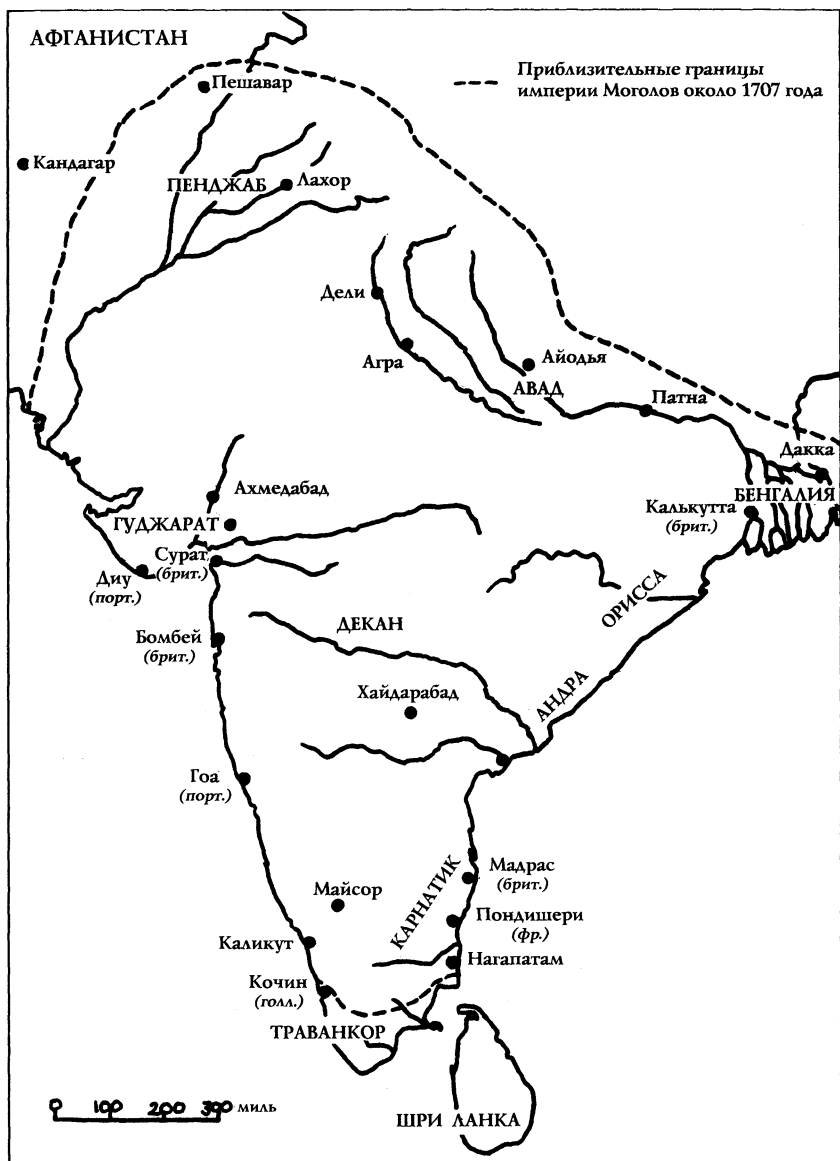 АФГАНИСТАН
Приблизительные границы
империи Моголов около 1707 года
Пешавар
Кандагар
ПЕНДЖАБ
Лахор
Дели
Агра
Айодья
АВАД
Патна
Дакка
Ахмедабад
БЕНГАЛИЯ
Калькутта
(брит.)
ГУДЖАРАТ
Сурат
(брит.)
Диу
(порт.)
ОРИССА
ДЕКАН
Бомбей
(брит.)
Хайдарабад
АНДРА
Гоа
(порт.)
Мадрас
(брит.)
КАРНАТИК
Майсор
Пондишери
(фр.)
Каликут
Нагапатам
Кочин
(голл.)
ТРАВАНКОР
0 100 200 300 миль
ШРИ ЛАНКА